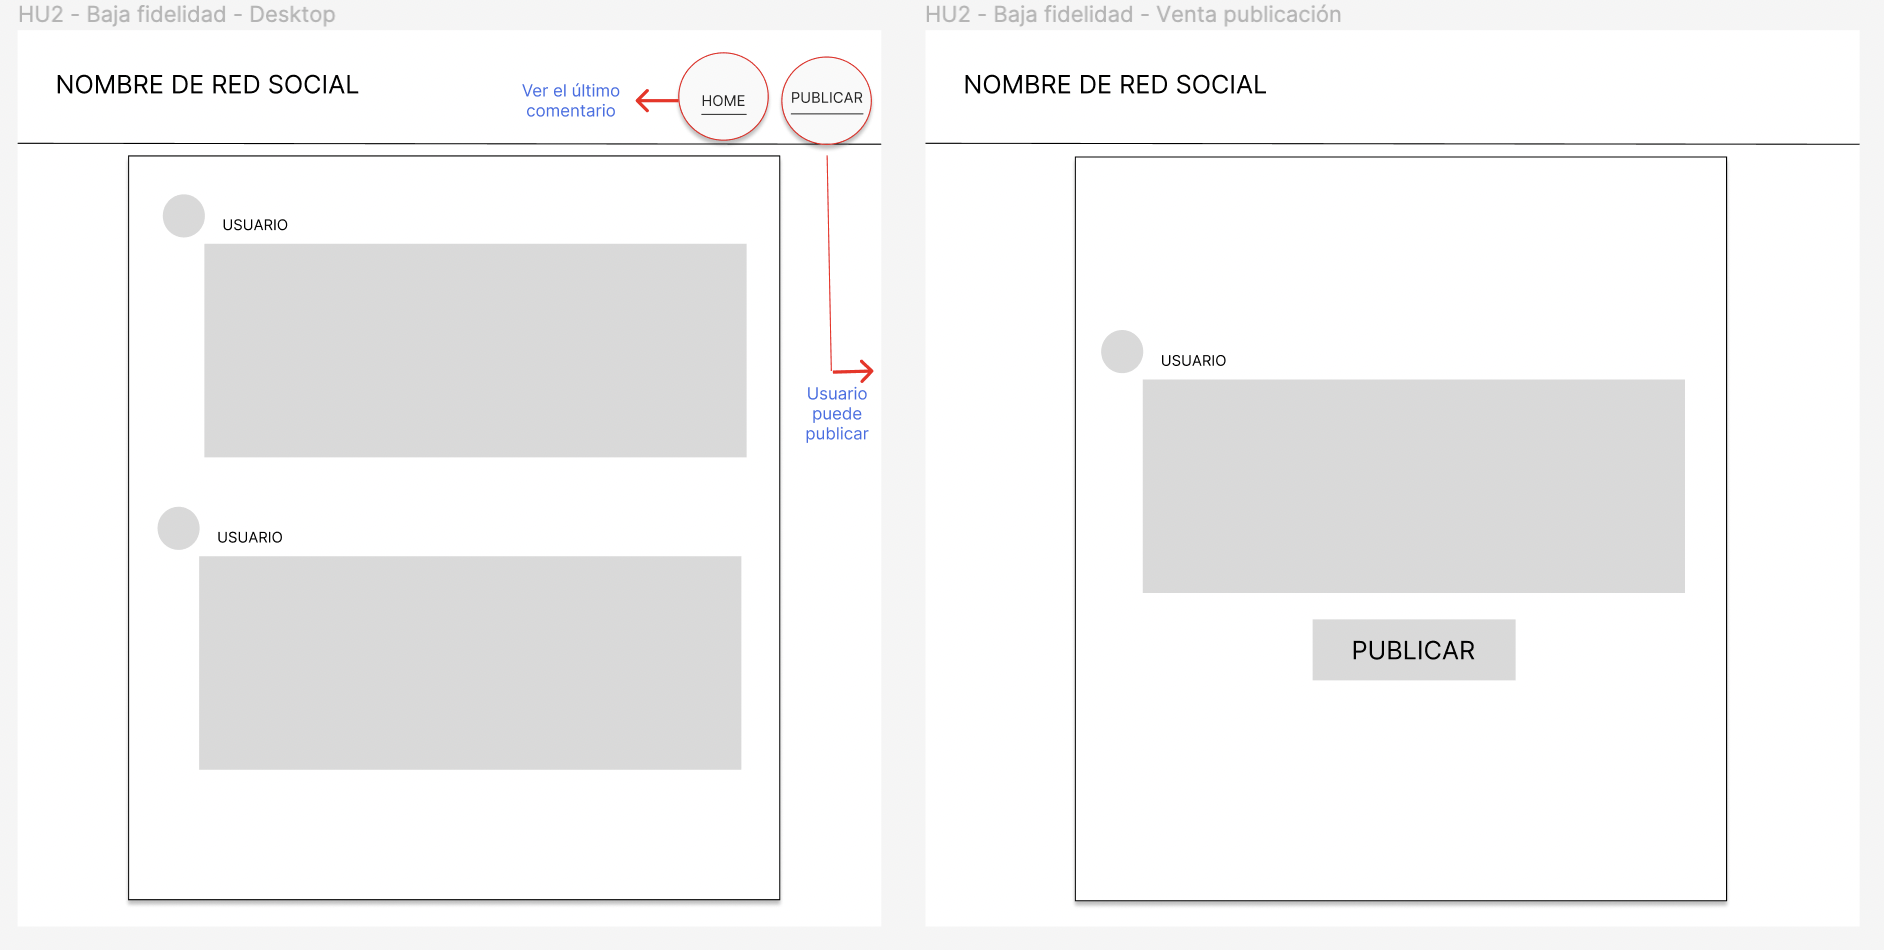 HU2 - Baja fidelidad - Desktop
NOMBRE DE RED SOCIAL
Ver el último
comentario
HOME
PUBLICAR
USUARIO
Usuario
puede
publicar
USUARIO
HU2 - Baja fidelidad - Venta publicación
NOMBRE DE RED SOCIAL
USUARIO
PUBLICAR